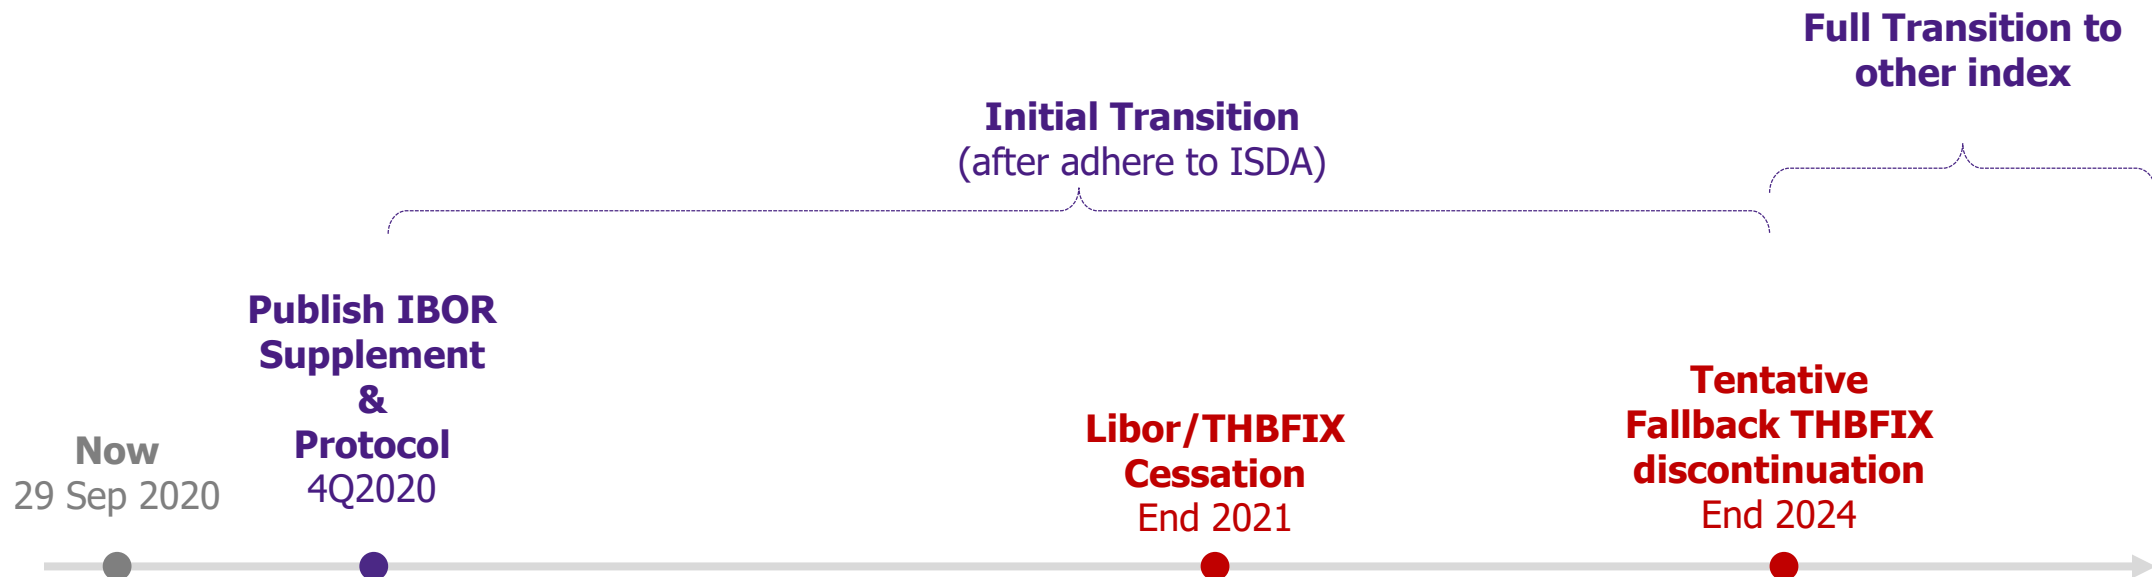 Full Transition to
other index
Initial Transition
(after adhere to ISDA)
Publish IBOR
Supplement
&
Protocol
4Q2020
Now
29 Sep 2020
Libor/THBFIX
Cessation
End 2021
Tentative
Fallback THBFIX
discontinuation
End 2024